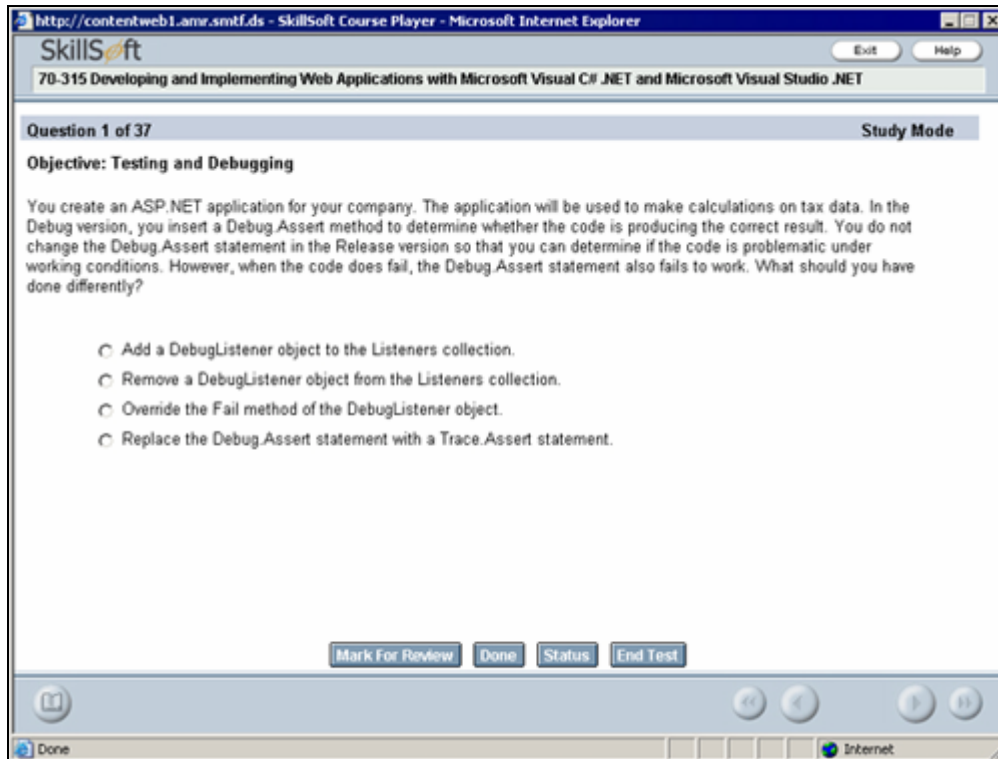 http://contentweb1.amr.smtf.ds - SkillSoft Course Player - Microsoft Internet Explorer
SkillSoft
Exit
Help
70-315 Developing and Implementing Web Applications with Microsoft Visual C# .NET and Microsoft Visual Studio .NET
Question 1 of 37
Study Mode
Objective: Testing and Debugging
You create an ASP.NET application for your company. The application will be used to make calculations on tax data. In the
Debug version, you insert a Debug.Assert method to determine whether the code is producing the correct result. You do not
change the Debug.Assert statement in the Release version so that you can determine if the code is problematic under
working conditions. However, when the code does fail, the Debug.Assert statement also fails to work. What should you have
done differently?
Add a DebugListener object to the Listeners collection.
Remove a DebugListener object from the Listeners collection.
Override the Fail method of the DebugListener object.
Replace the Debug.Assert statement with a Trace.Assert statement.
Mark For Review
Done
Status
End Test
Done
Internet